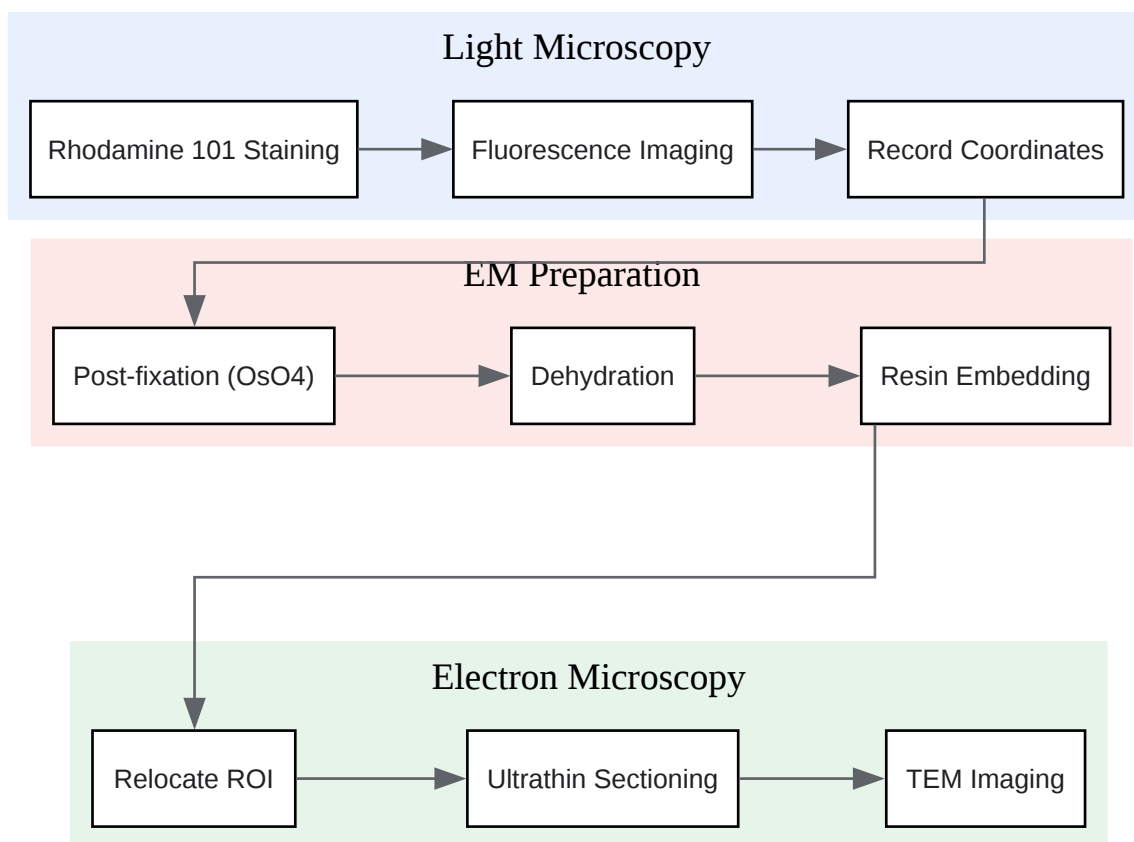 Light Microscopy
Rhodamine 101 Staining
Fluorescence Imaging
Record Coordinates
EM Preparation
Post-fixation (OsO4)
Dehydration
Resin Embedding
Electron Microscopy
Relocate ROI
Ultrathin Sectioning
TEM Imaging